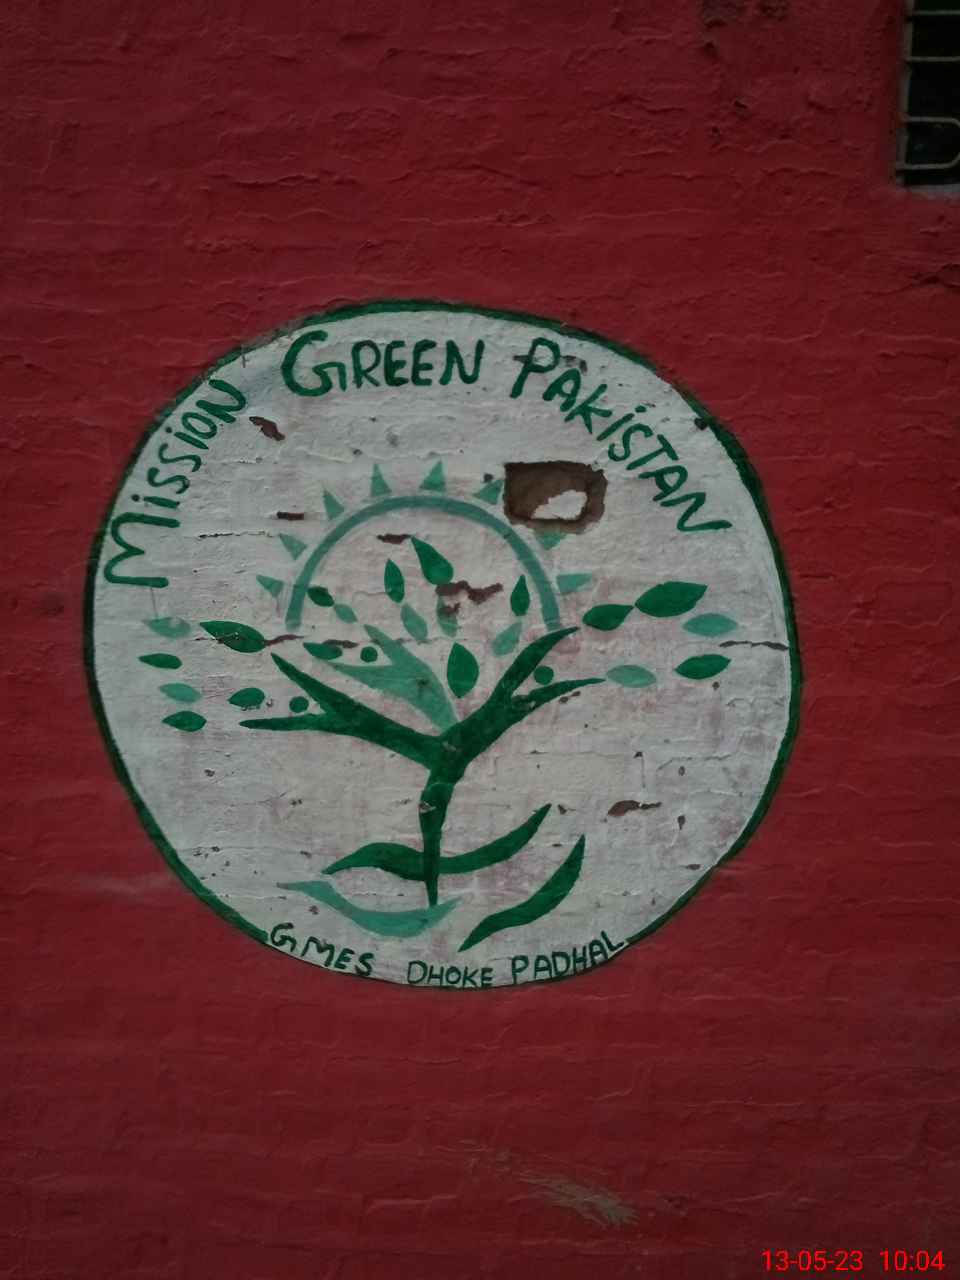 Mission GREEN PAKISTAN
GMES DHOKE PADHAL
13-05-23 10:04